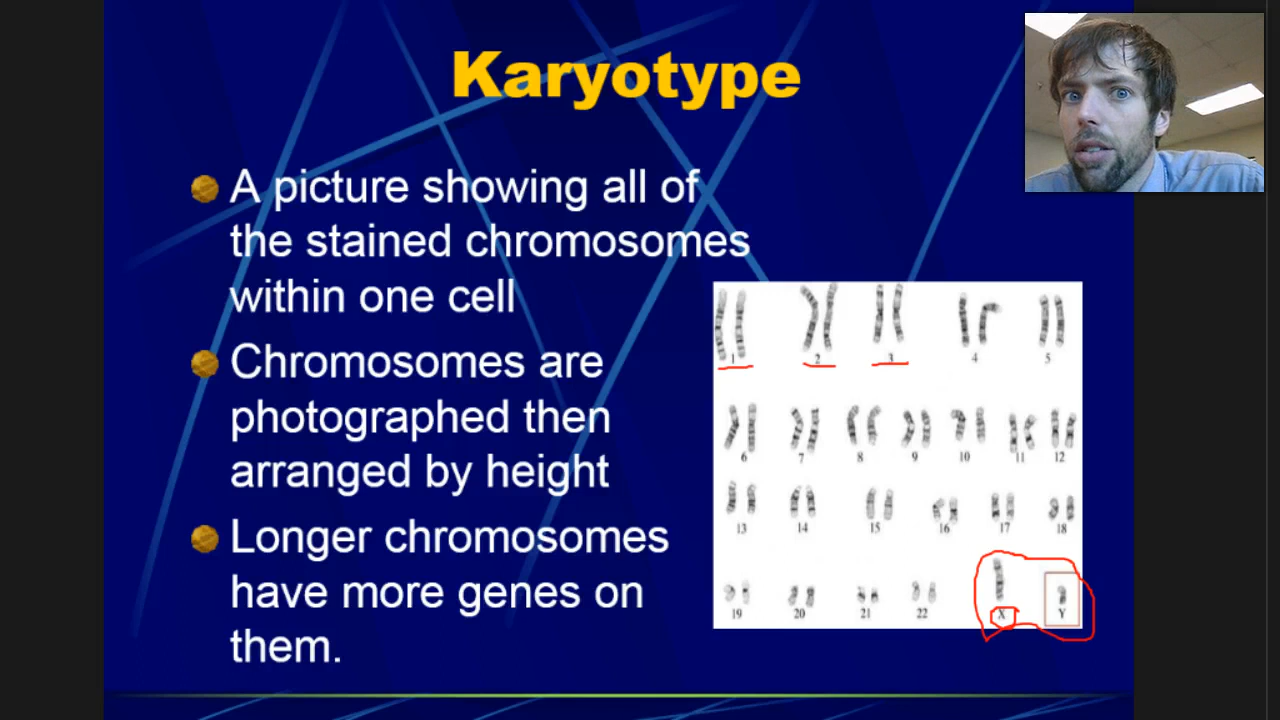 Karyotype
A picture showing all of
the stained chromosomes
within one cell
Chromosomes are
photographed then
arranged by height
Longer chromosomes
have more genes on
them.
1 2 3 4 5
6 7 8 9 10 11 12
13 14 15 16 17 18
19 20 21 22 X Y